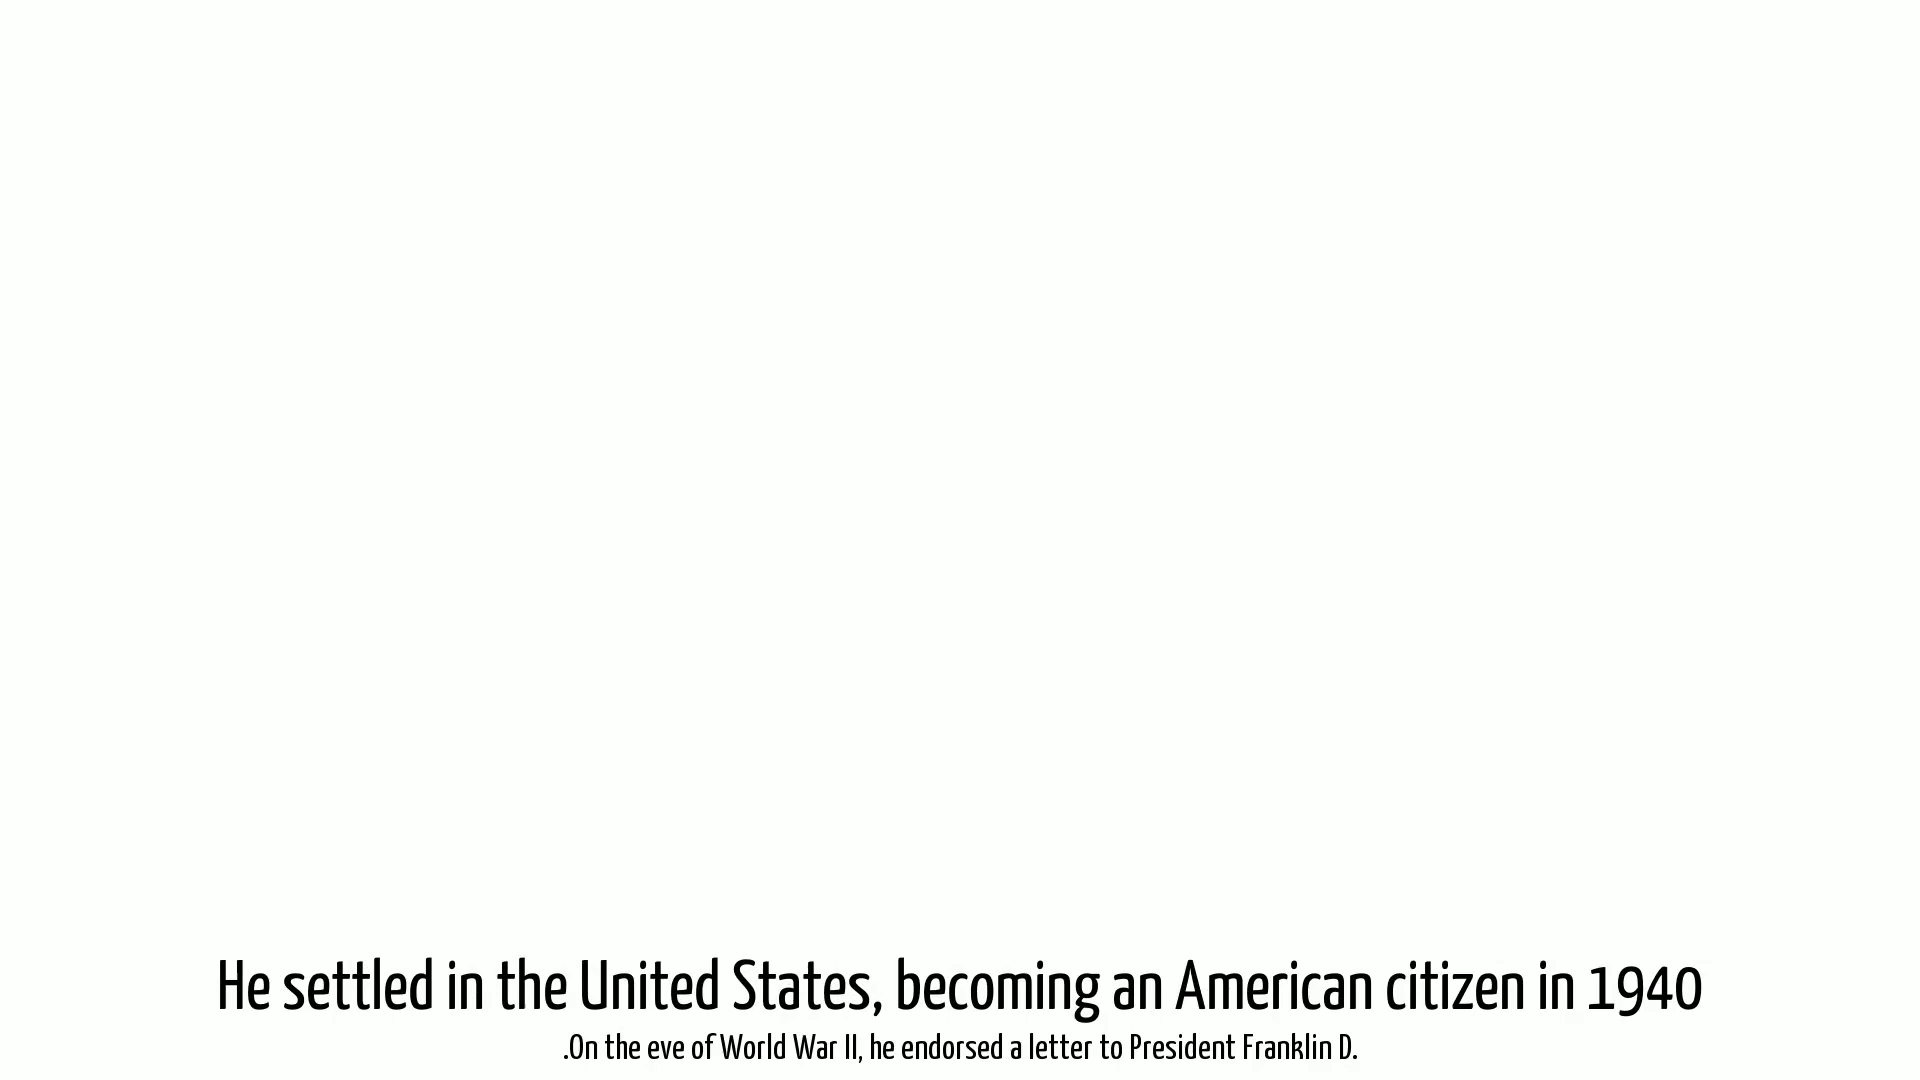 He settled in the United States, becoming an American citizen in 1940
.On the eve of World War II, he endorsed a letter to President Franklin D.